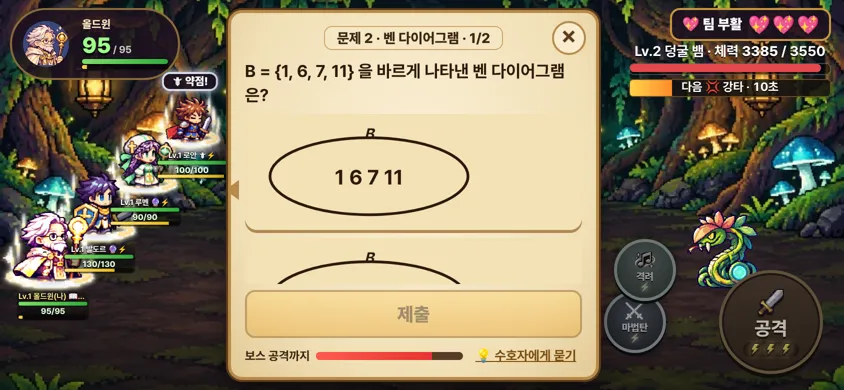 올드윈
95 / 95
약점!
Lv.1 로안
100/100
Lv.1 루벤
90/90
Lv.1 발도르
130/130
Lv.1 올드윈(나)
95/95
문제 2 · 벤 다이어그램 · 1/2
×
B = {1, 6, 7, 11} 을 바르게 나타낸 벤 다이어그램
은?
B
1 6 7 11
B
제출
보스 공격까지
수호자에게 묻기
팀 부활
Lv.2 덩굴 뱀 · 체력 3385 / 3550
다음 💢 강타 · 10초
격려
마법탄
공격